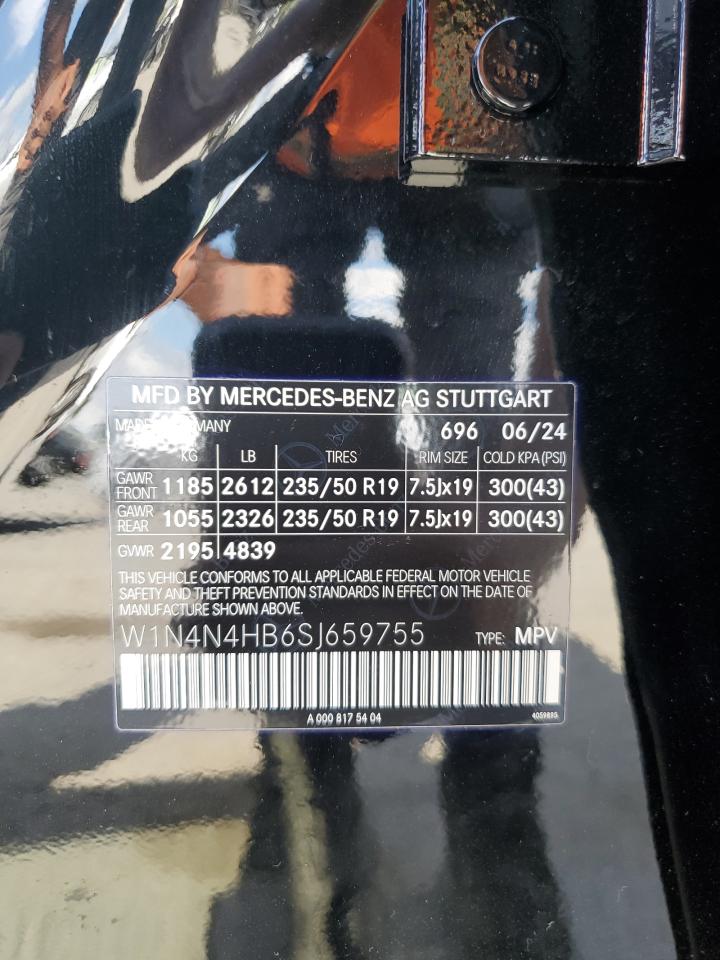 MFD BY MERCEDES-BENZ AG STUTTGART
MADE GERMANY 696 06/24
KG LB TIRES RIM SIZE COLD KPA (PSI)
GAWR FRONT 1185 2612 235/50 R19 7.5Jx19 300(43)
GAWR REAR 1055 2326 235/50 R19 7.5Jx19 300(43)
GVWR 2195 4839
THIS VEHICLE CONFORMS TO ALL APPLICABLE FEDERAL MOTOR VEHICLE
SAFETY AND THEFT PREVENTION STANDARDS IN EFFECT ON THE DATE OF
MANUFACTURE SHOWN ABOVE.
W1N4N4HB6SJ659755 TYPE: MPV
A 000 817 54 04 4059895